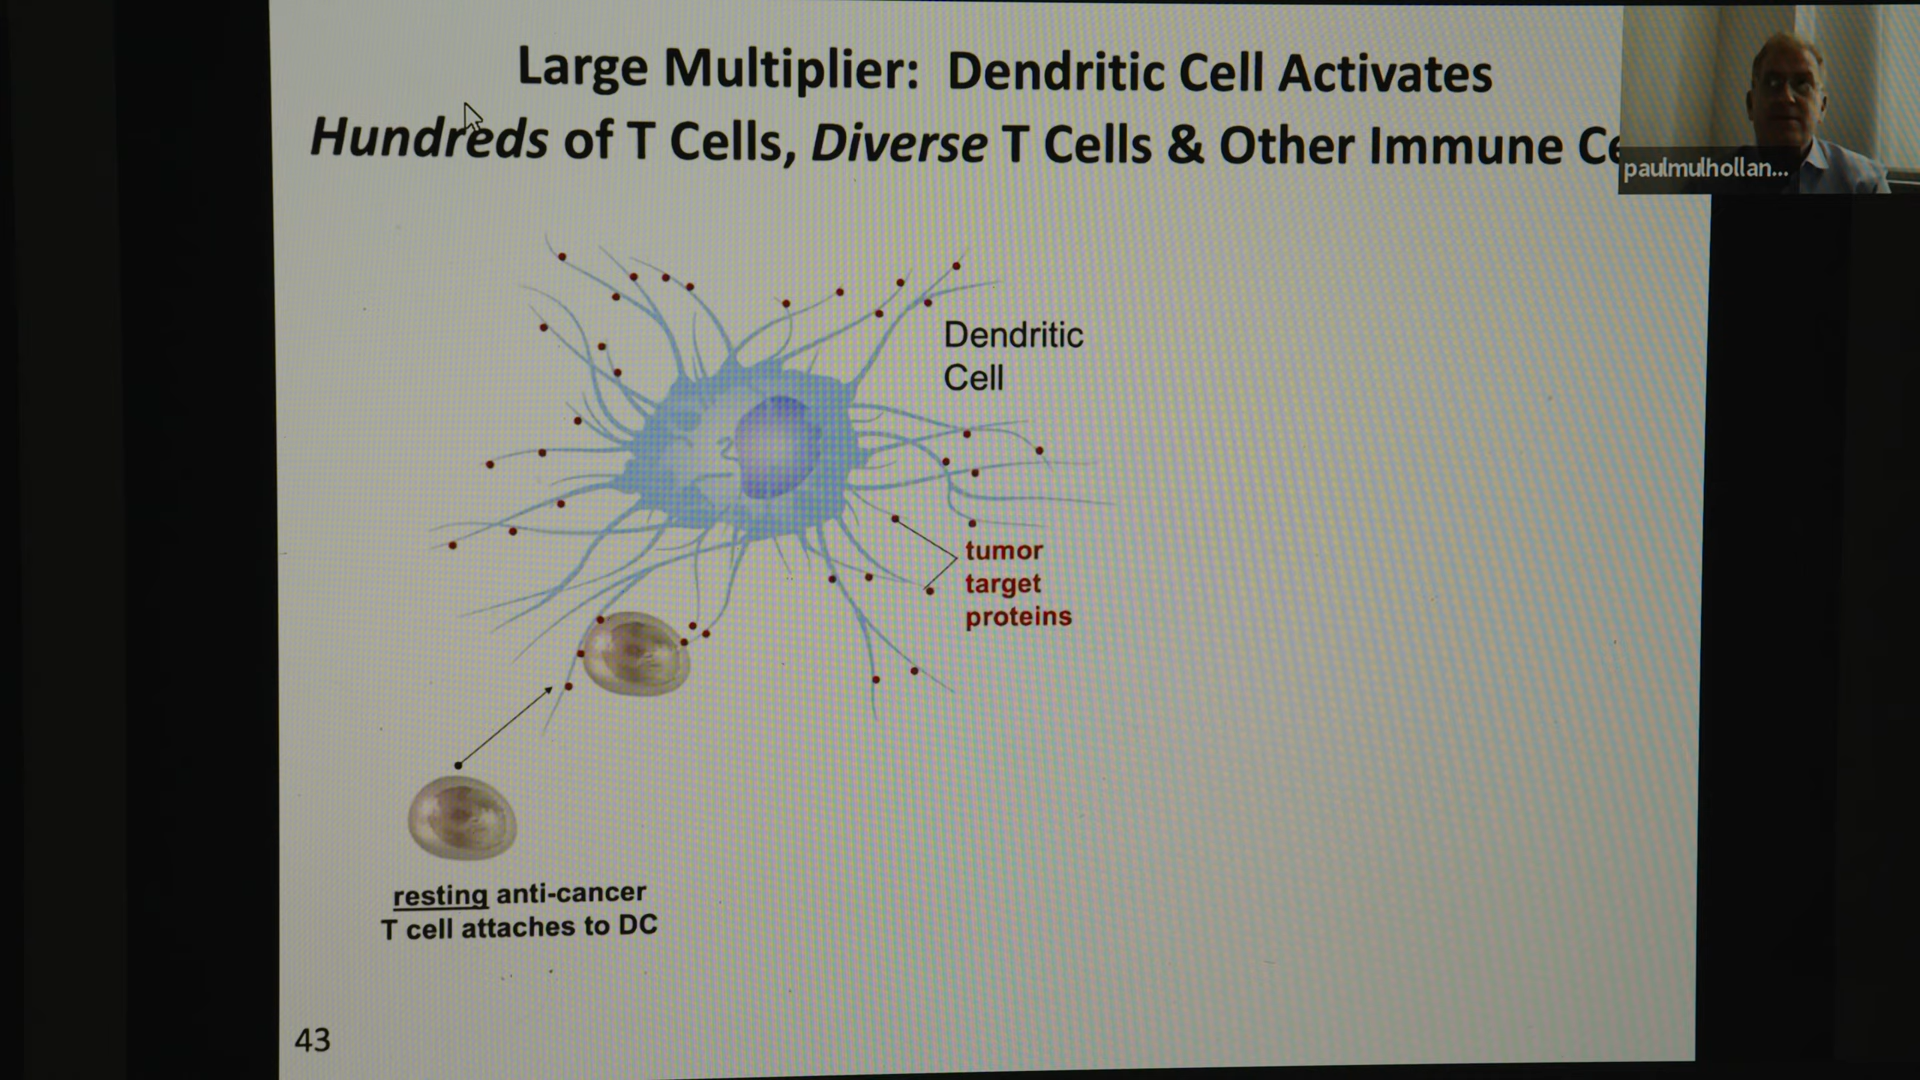 Large Multiplier: Dendritic Cell Activates
Hundreds of T Cells, Diverse T Cells & Other Immune Ce
paulmulhollan...
Dendritic
Cell
tumor
target
proteins
resting anti-cancer
T cell attaches to DC
43